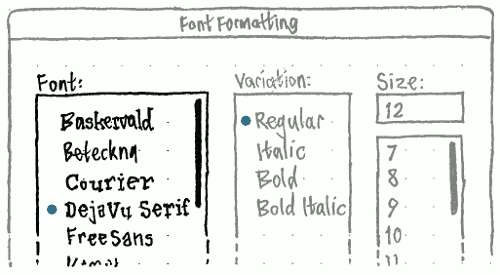 Font Formatting
Font:
Baskervald
Boteckna
Courier
DejaVu Serif
FreeSans
Variation:
Regular
Italic
Bold
Bold Italic
Size:
12
7
8
9
10
11